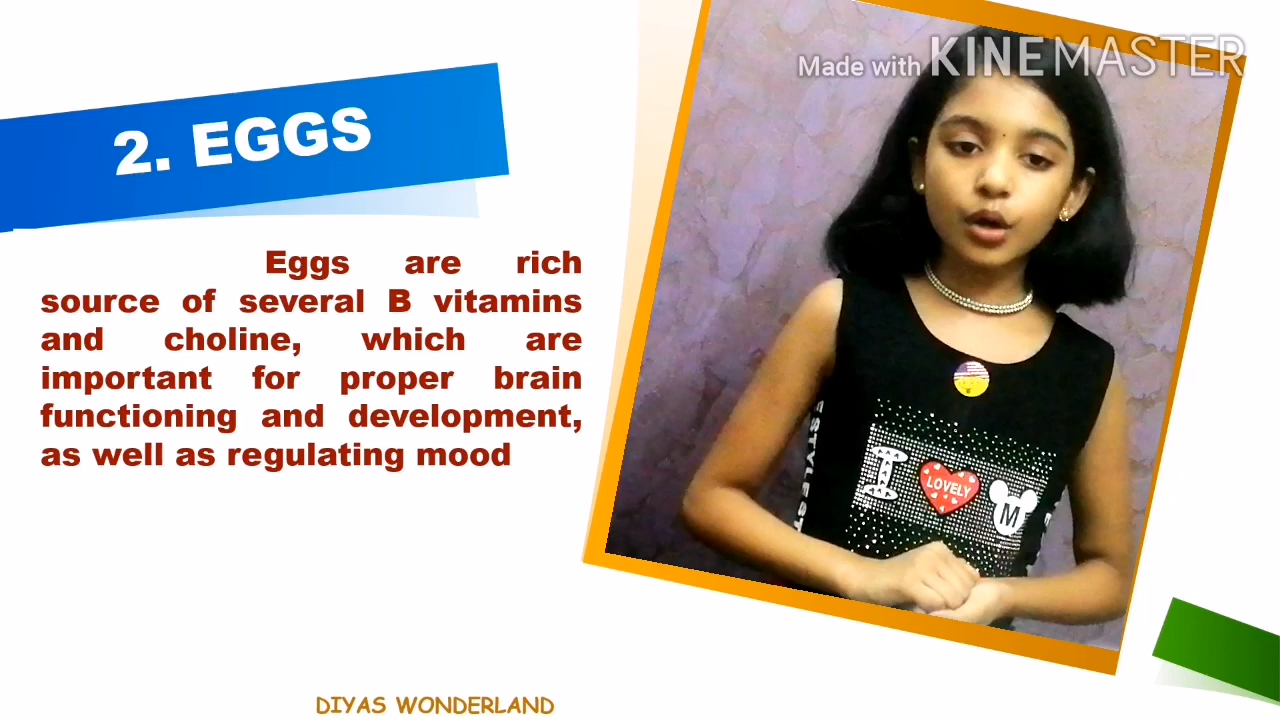 Made with KINEMASTER
2. EGGS
Eggs are rich
source of several B vitamins
and choline, which are
important for proper brain
functioning and development,
as well as regulating mood
I LOVELY M
DIYAS WONDERLAND